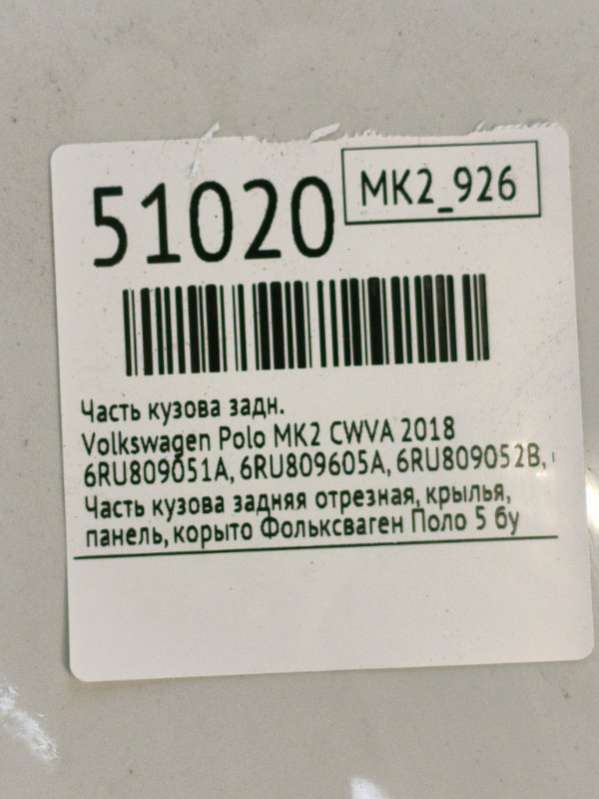 51020
MK2_926
Часть кузова задн.
Volkswagen Polo MK2 CWVA 2018
6RU809051A, 6RU809605A, 6RU809052B,
Часть кузова задняя отрезная, крылья,
панель, корыто Фольксваген Поло 5 бу